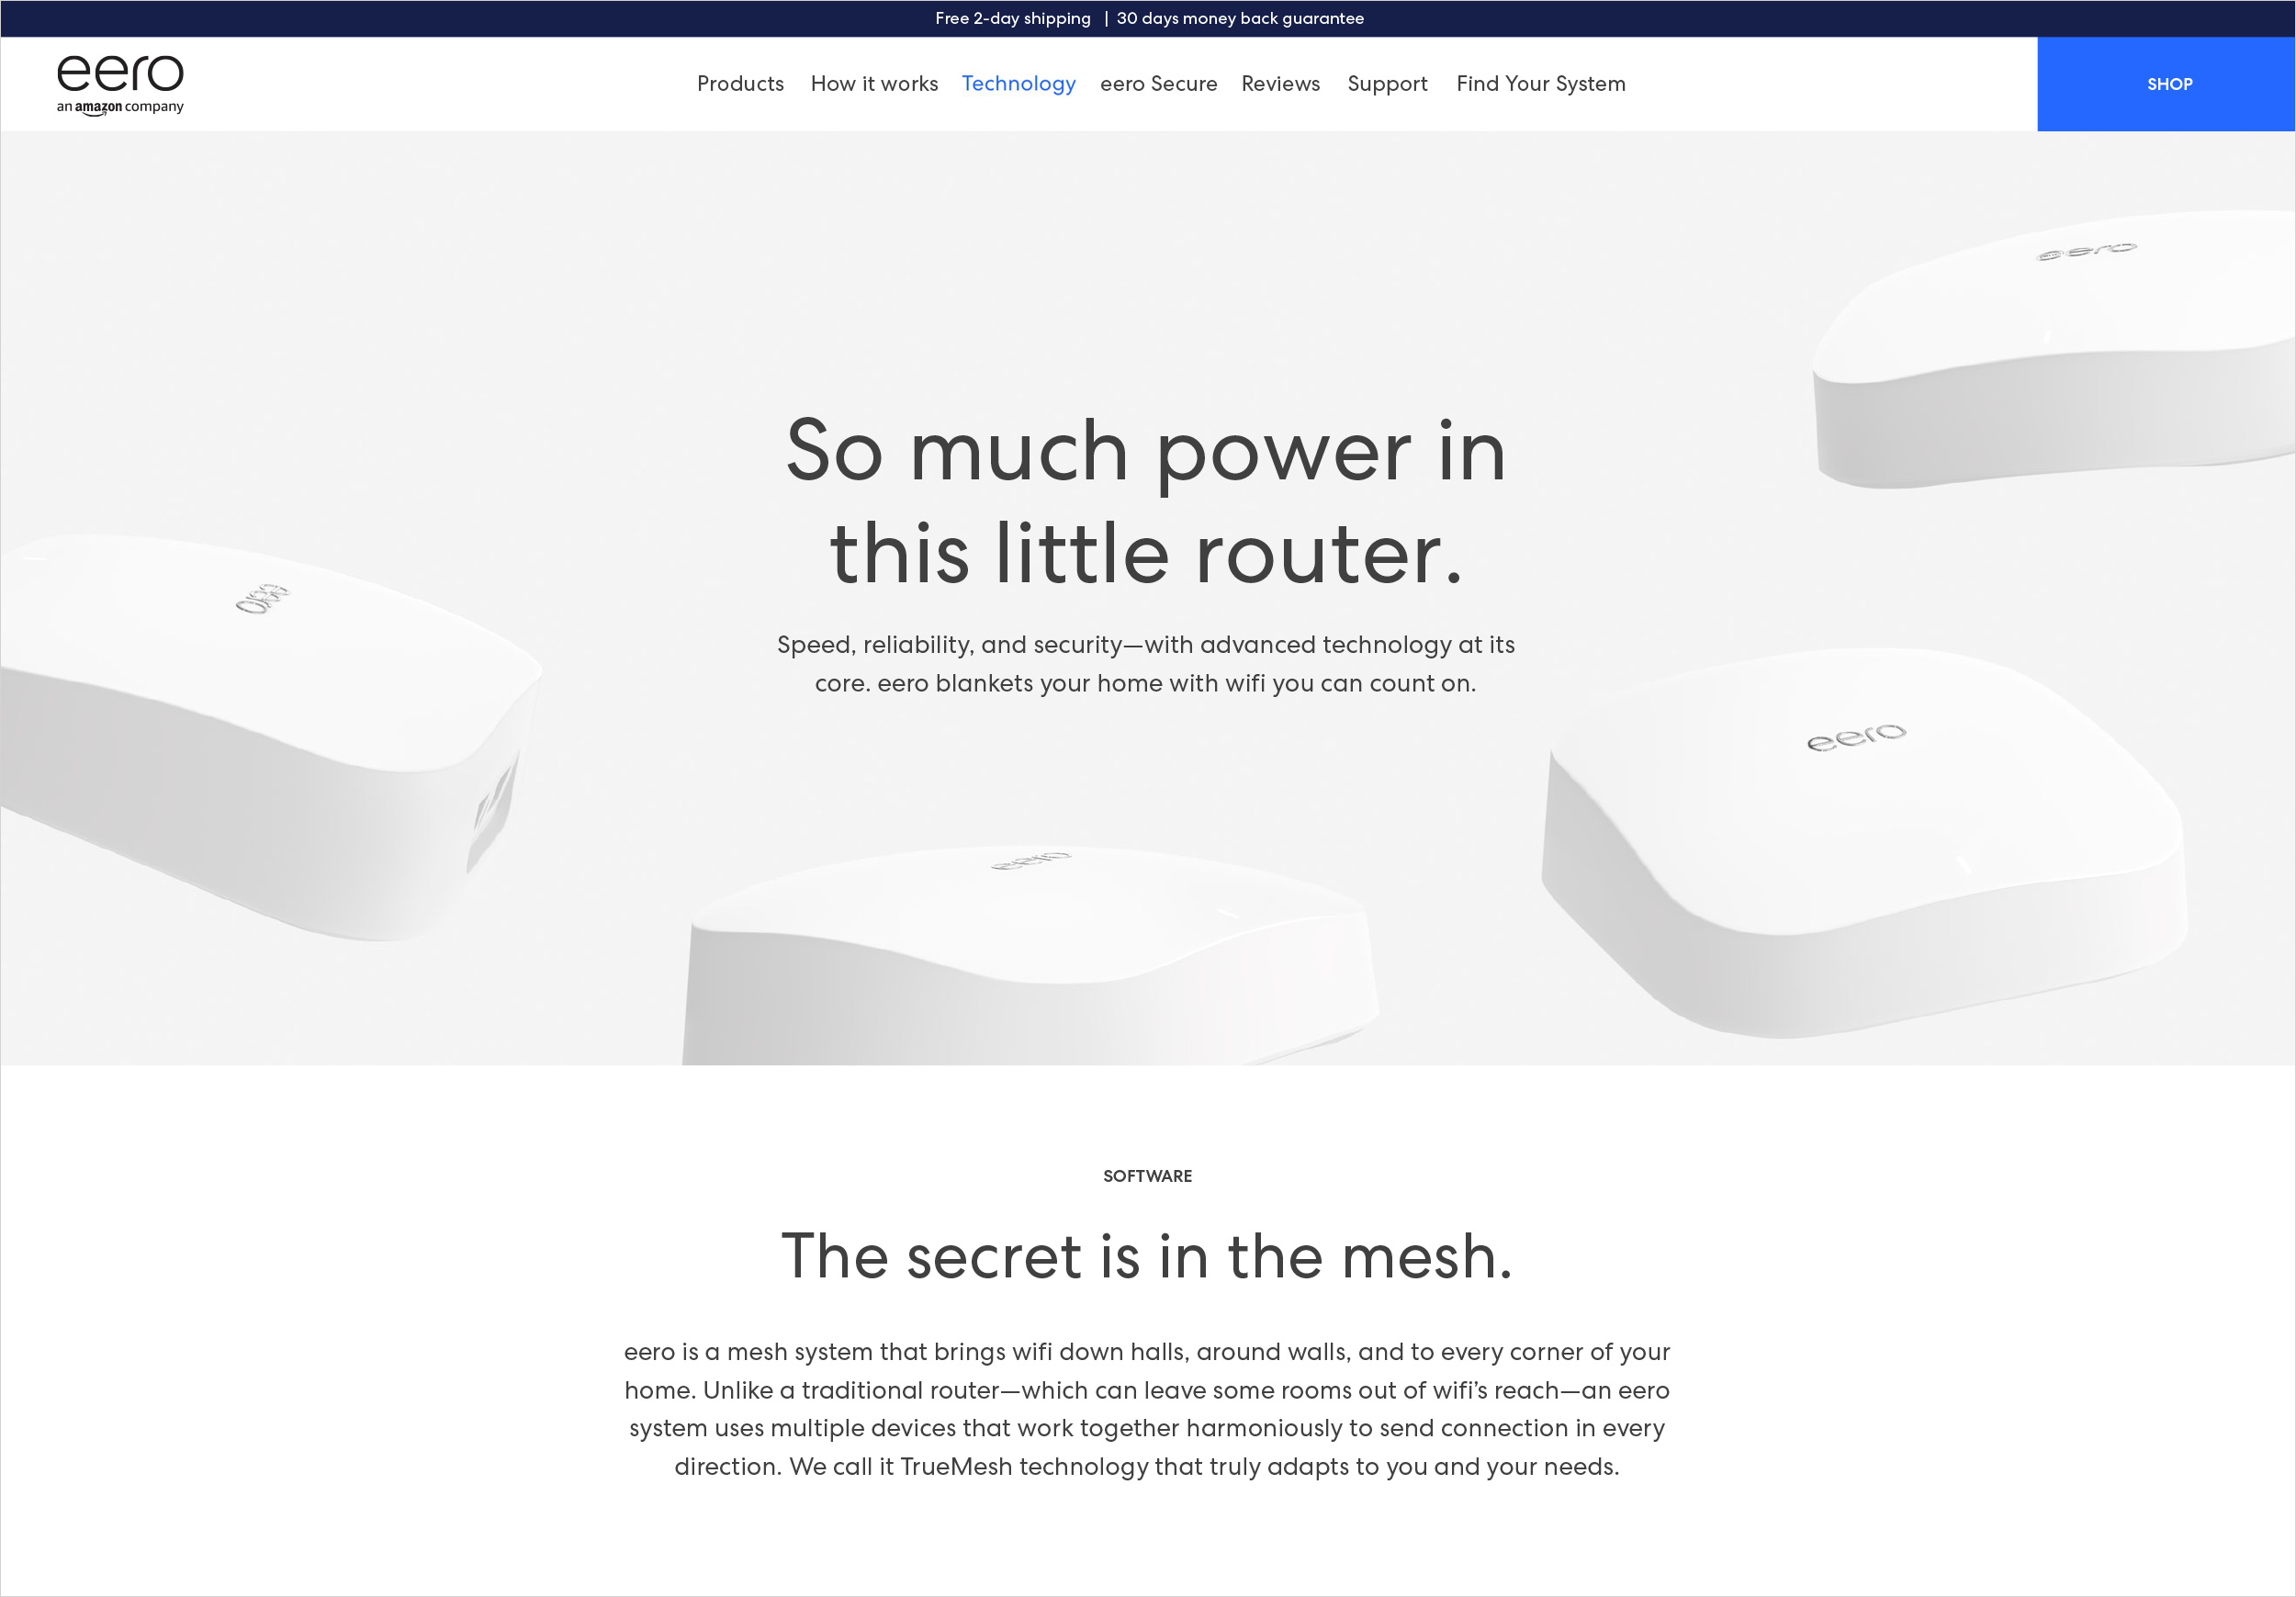 Free 2-day shipping | 30 days money back guarantee
eero
an amazon company
Products How it works Technology eero Secure Reviews Support Find Your System
SHOP
eero
So much power in
this little router.
eero
Speed, reliability, and security—with advanced technology at its
core. eero blankets your home with wifi you can count on.
eero
eero
SOFTWARE
The secret is in the mesh.
eero is a mesh system that brings wifi down halls, around walls, and to every corner of your
home. Unlike a traditional router—which can leave some rooms out of wifi’s reach—an eero
system uses multiple devices that work together harmoniously to send connection in every
direction. We call it TrueMesh technology that truly adapts to you and your needs.